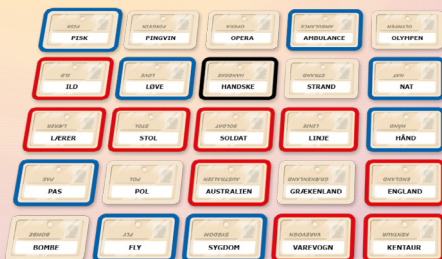 PISK PINGVIN OPERA AMBULANCE OLYMPEN
ILD LØVE HANDSKE STRAND NAT
LÆRER STOL SOLDAT LINJE HÅND
PAS POL AUSTRALIEN GRÆKENLAND ENGLAND
BOMBE FLY SYGDOM VAREVOGN KENTAUR